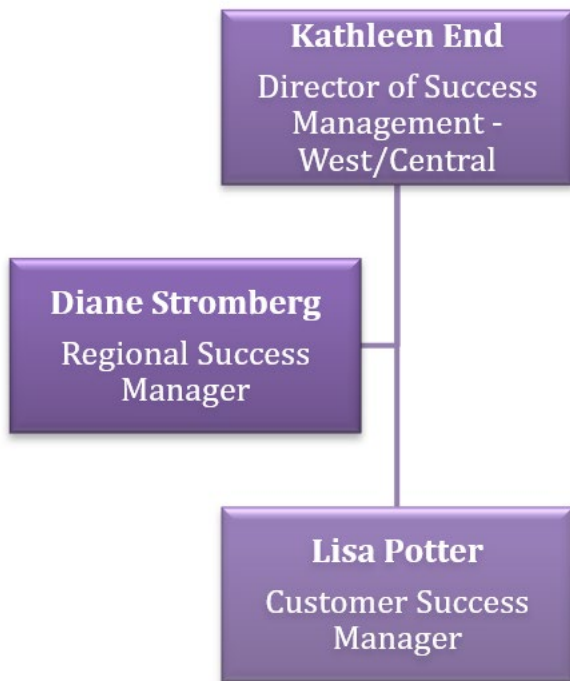 Kathleen End
Director of Success
Management -
West/Central
Diane Stromberg
Regional Success
Manager
Lisa Potter
Customer Success
Manager